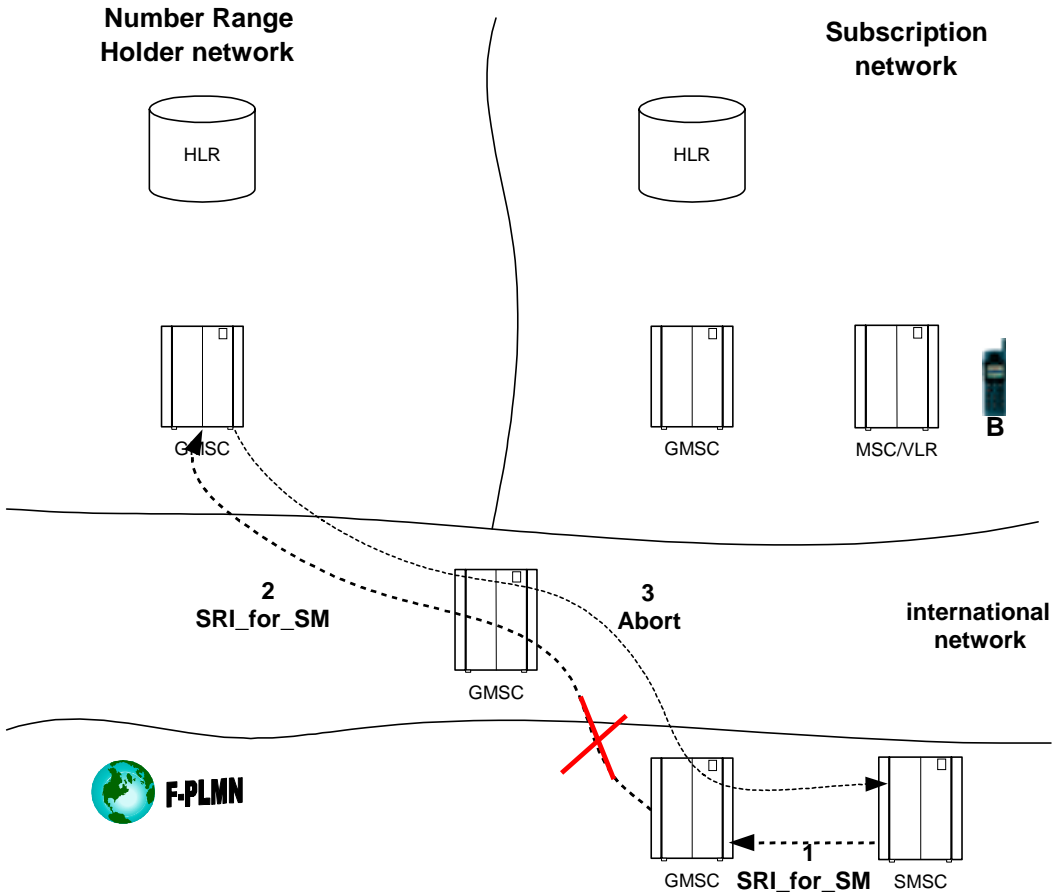 Number Range
Holder network
Subscription
network
HLR
HLR
GMSC
GMSC
MSC/VLR
B
2
SRI_for_SM
3
Abort
international
network
GMSC
F-PLMN
1
SRI_for_SM
GMSC
SMSC